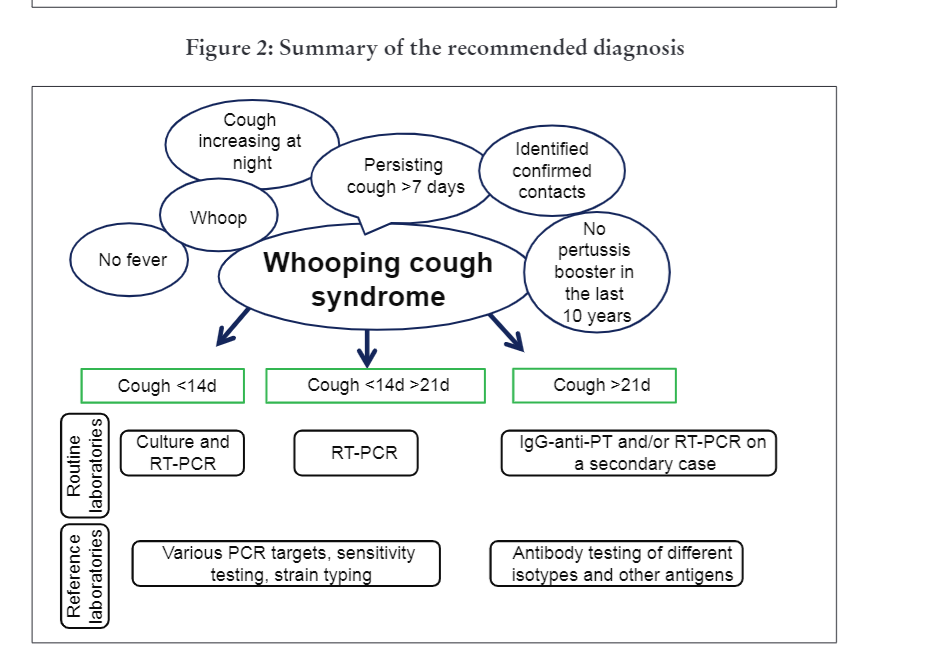 Figure 2: Summary of the recommended diagnosis
Cough
increasing at
night
Persisting
cough >7 days
Identified
confirmed
contacts
Whoop
No fever
No
pertussis
booster in
the last
10 years
Whooping cough
syndrome
Cough <14d
Cough <14d >21d
Cough >21d
Routine
laboratories
Culture and
RT-PCR
RT-PCR
IgG-anti-PT and/or RT-PCR on
a secondary case
Reference
laboratories
Various PCR targets, sensitivity
testing, strain typing
Antibody testing of different
isotypes and other antigens